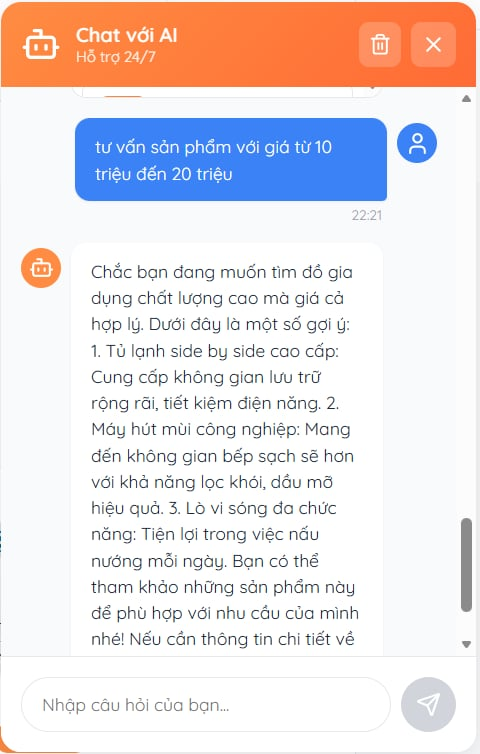 Chat với AI
Hỗ trợ 24/7
tư vấn sản phẩm với giá từ 10
triệu đến 20 triệu
22:21
Chắc bạn đang muốn tìm đồ gia
dụng chất lượng cao mà giá cả
hợp lý. Dưới đây là một số gợi ý:
1. Tủ lạnh side by side cao cấp:
Cung cấp không gian lưu trữ
rộng rãi, tiết kiệm điện năng. 2.
Máy hút mùi công nghiệp: Mang
đến không gian bếp sạch sẽ hơn
với khả năng lọc khói, dầu mỡ
hiệu quả. 3. Lò vi sóng đa chức
năng: Tiện lợi trong việc nấu
nướng mỗi ngày. Bạn có thể
tham khảo những sản phẩm này
để phù hợp với nhu cầu của mình
nhé! Nếu cần thông tin chi tiết về
Nhập câu hỏi của bạn...